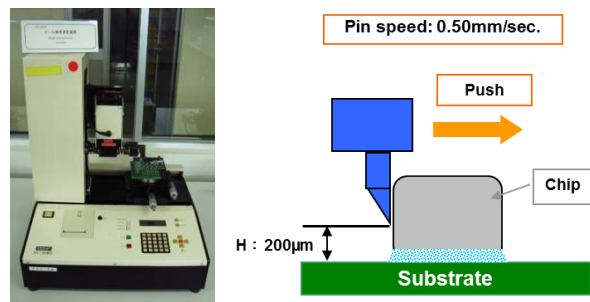 Pin speed: 0.50mm/sec.
Push
Chip
H : 200μm
Substrate